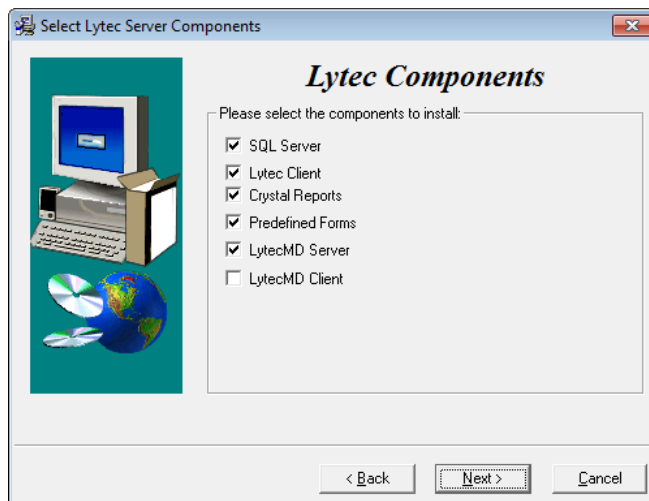 Select Lytec Server Components
Lytec Components
Please select the components to install:
SQL Server
Lytec Client
Crystal Reports
Predefined Forms
LytecMD Server
LytecMD Client
< Back
Next >
Cancel